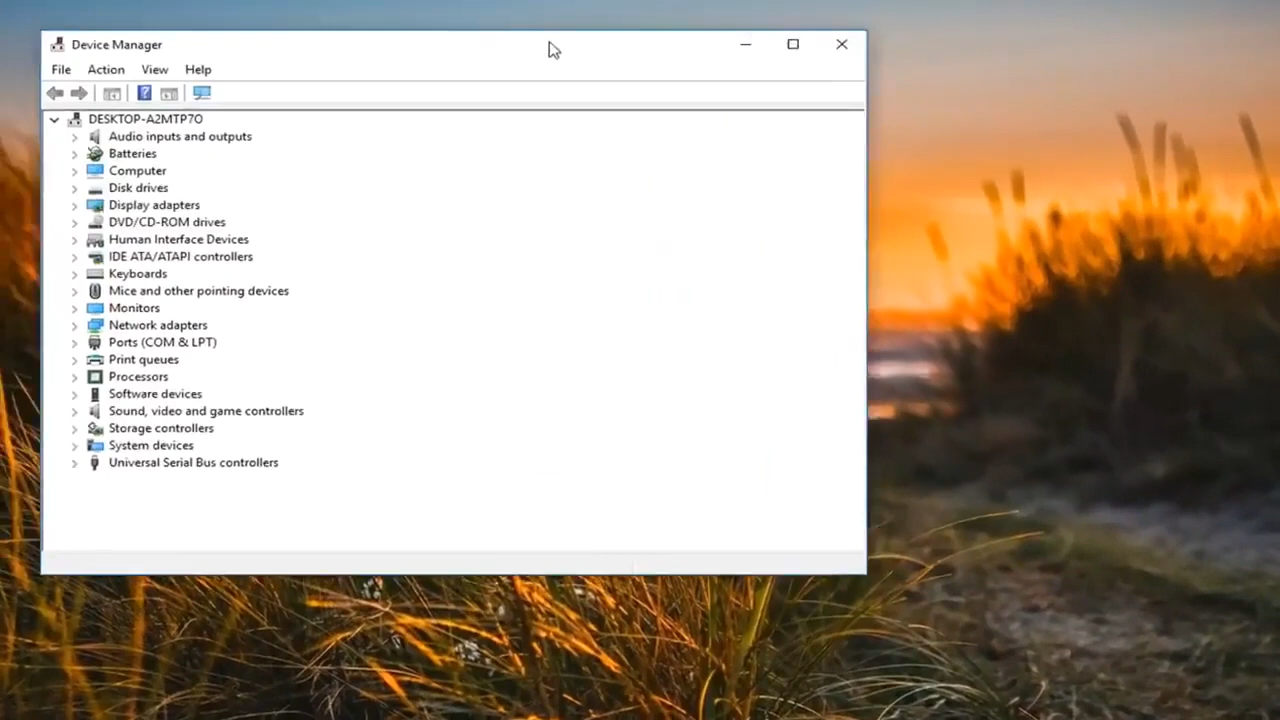 Device Manager
File Action View Help
?
DESKTOP-A2MTP7O
Audio inputs and outputs
Batteries
Computer
Disk drives
Display adapters
DVD/CD-ROM drives
Human Interface Devices
IDE ATA/ATAPI controllers
Keyboards
Mice and other pointing devices
Monitors
Network adapters
Ports (COM & LPT)
Print queues
Processors
Software devices
Sound, video and game controllers
Storage controllers
System devices
Universal Serial Bus controllers